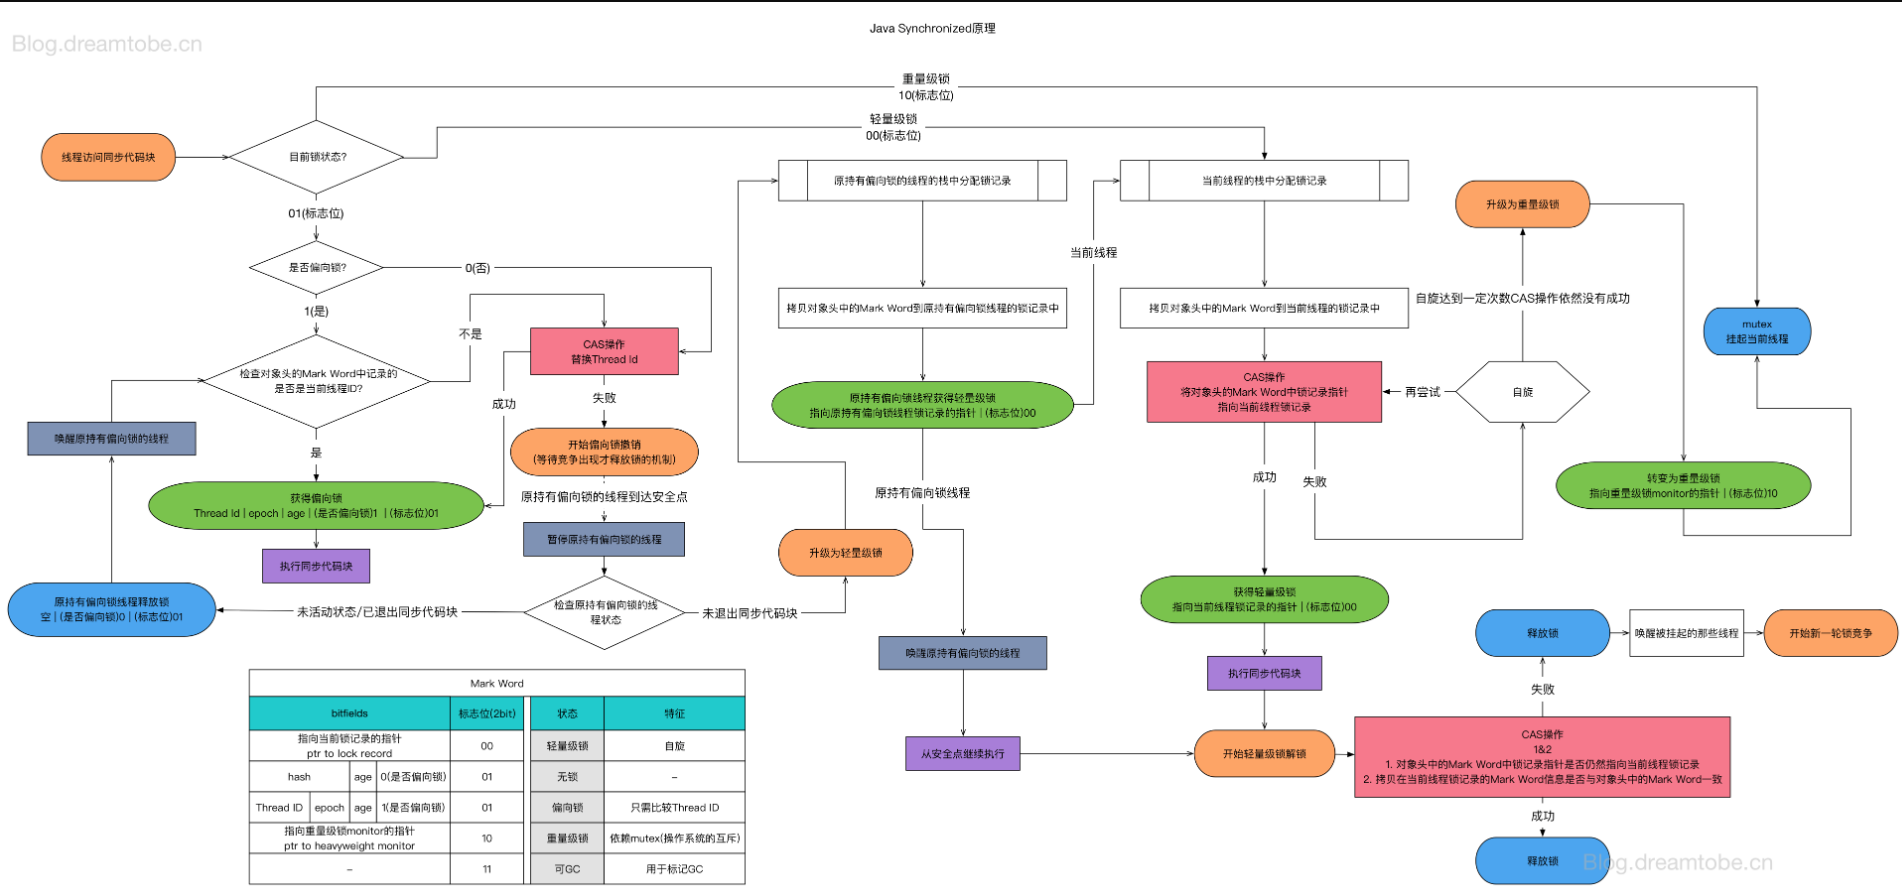 Java Synchronized原理
Blog.dreamtobe.cn
重量级锁
10(标志位)
轻量级锁
00(标志位)
线程访问同步代码块
目前锁状态?
原持有偏向锁的线程的栈中分配锁记录
当前线程的栈中分配锁记录
升级为重量级锁
01(标志位)
当前线程
是否偏向锁?
0(否)
1(是)
不是
拷贝对象头中的Mark Word到原持有偏向锁线程的锁记录中
拷贝对象头中的Mark Word到当前线程的锁记录中
自旋达到一定次数CAS操作依然没有成功
mutex
挂起当前线程
CAS操作
替换Thread Id
检查对象头的Mark Word中记录的
是否是当前线程ID?
成功
失败
原持有偏向锁线程获得轻量级锁
指向原持有偏向锁线程锁记录的指针 | (标志位)00
CAS操作
将对象头的Mark Word中锁记录指针
指向当前线程锁记录
再尝试
自旋
唤醒原持有偏向锁的线程
是
开始偏向锁撤销
(等待竞争出现才释放锁的机制)
原持有偏向锁的线程到达安全点
原持有偏向锁线程
成功
失败
转变为重量级锁
指向重量级锁monitor的指针 | (标志位)10
获得偏向锁
Thread Id | epoch | age | (是否偏向锁)1 | (标志位)01
暂停原持有偏向锁的线程
升级为轻量级锁
执行同步代码块
原持有偏向锁线程释放锁
空 | (是否偏向锁)0 | (标志位)01
未活动状态/已退出同步代码块
检查原持有偏向锁的线
程状态
未退出同步代码块
获得轻量级锁
指向当前线程锁记录的指针 | (标志位)00
唤醒原持有偏向锁的线程
执行同步代码块
释放锁
唤醒被挂起的那些线程
开始新一轮锁竞争
失败
从安全点继续执行
开始轻量级锁解锁
CAS操作
1&2
1. 对象头中的Mark Word中锁记录指针是否仍然指向当前线程锁记录
2. 拷贝在当前线程锁记录的Mark Word信息是否与对象头中的Mark Word一致
成功
释放锁
Blog.dreamtobe.cn
Mark Word
bitfields 标志位(2bit) 状态 特征
指向当前锁记录的指针
ptr to lock record 00 轻量级锁 自旋
hash age 0(是否偏向锁) 01 无锁 –
Thread ID epoch age 1(是否偏向锁) 01 偏向锁 只需比较Thread ID
指向重量级锁monitor的指针
ptr to heavyweight monitor 10 重量级锁 依赖mutex(操作系统的互斥)
– 11 可GC 用于标记GC